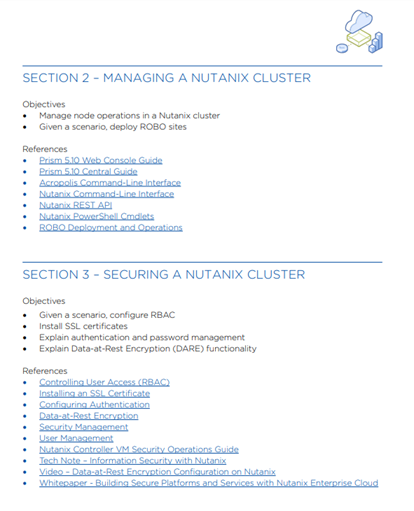 SECTION 2 – MANAGING A NUTANIX CLUSTER
Objectives
• Manage node operations in a Nutanix cluster
• Given a scenario, deploy ROBO sites
References
• Prism 5.10 Web Console Guide
• Prism 5.10 Central Guide
• Acropolis Command-Line Interface
• Nutanix Command-Line Interface
• Nutanix REST API
• Nutanix PowerShell Cmdlets
• ROBO Deployment and Operations
SECTION 3 – SECURING A NUTANIX CLUSTER
Objectives
• Given a scenario, configure RBAC
• Install SSL certificates
• Explain authentication and password management
• Explain Data-at-Rest Encryption (DARE) functionality
References
• Controlling User Access (RBAC)
• Installing an SSL Certificate
• Configuring Authentication
• Data-at-Rest Encryption
• Security Management
• User Management
• Nutanix Controller VM Security Operations Guide
• Tech Note – Information Security with Nutanix
• Video – Data-at-Rest Encryption Configuration on Nutanix
• Whitepaper - Building Secure Platforms and Services with Nutanix Enterprise Cloud